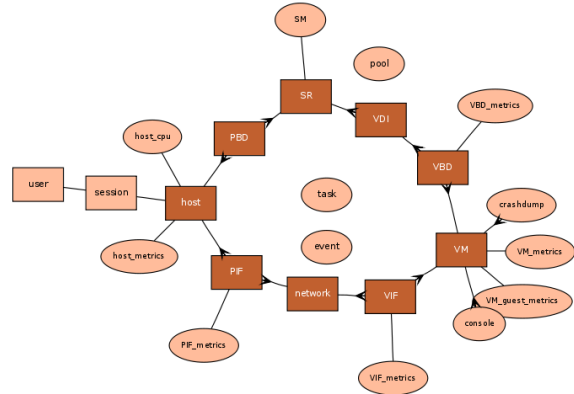 SM
pool
SR
VBD_metrics
VDI
host_cpu
PBD
VBD
user
session
host
task
crashdump
event
VM
VM_metrics
host_metrics
PIF
network
VIF
VM_guest_metrics
console
PIF_metrics
VIF_metrics